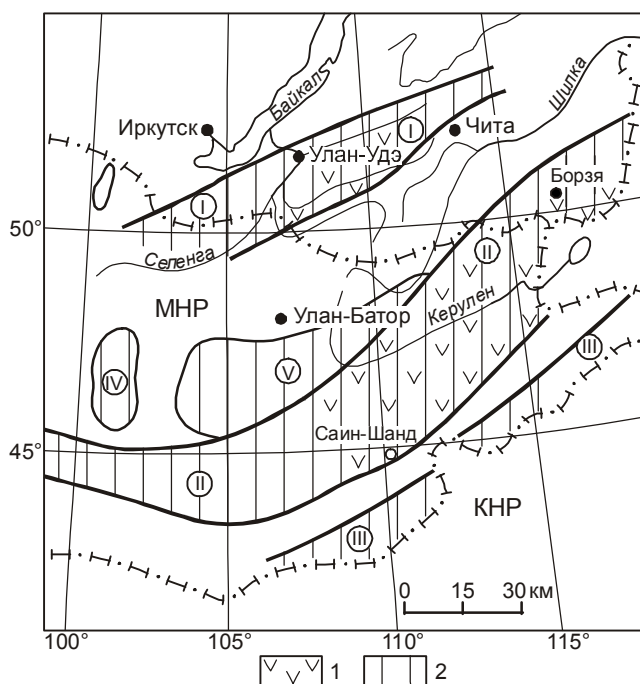 Байкал
Шилка
Иркутск
I
Чита
Улан-Удэ
Борзя
I
50°
Селенга
II
МНР
Улан-Батор
Керулен
III
IV
V
45°
Саин-Шанд
II
КНР
III
0 15 30 км
100° 105° 110° 115°
1 2